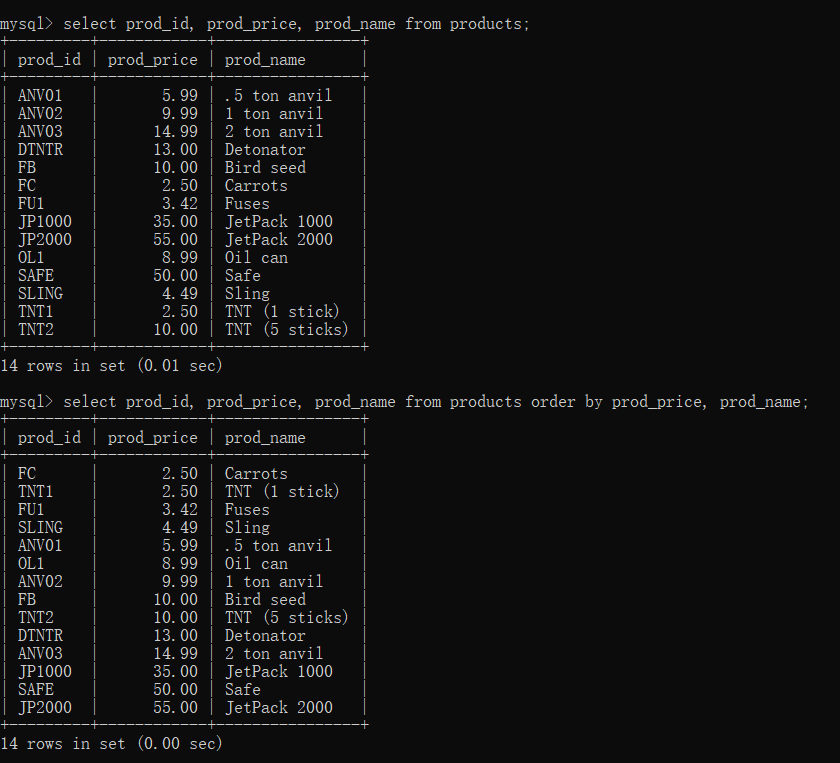 mysql> select prod_id, prod_price, prod_name from products;
+---------+------------+----------------+
| prod_id | prod_price | prod_name      |
+---------+------------+----------------+
| ANV01   |       5.99 | .5 ton anvil   |
| ANV02   |       9.99 | 1 ton anvil    |
| ANV03   |      14.99 | 2 ton anvil    |
| DTNTR   |      13.00 | Detonator      |
| FB      |      10.00 | Bird seed      |
| FC      |       2.50 | Carrots        |
| FU1     |       3.42 | Fuses          |
| JP1000  |      35.00 | JetPack 1000   |
| JP2000  |      55.00 | JetPack 2000   |
| OL1     |       8.99 | Oil can        |
| SAFE    |      50.00 | Safe           |
| SLING   |       4.49 | Sling          |
| TNT1    |       2.50 | TNT (1 stick)  |
| TNT2    |      10.00 | TNT (5 sticks) |
+---------+------------+----------------+
14 rows in set (0.01 sec)
mysql> select prod_id, prod_price, prod_name from products order by prod_price, prod_name;
+---------+------------+----------------+
| prod_id | prod_price | prod_name      |
+---------+------------+----------------+
| FC      |       2.50 | Carrots        |
| TNT1    |       2.50 | TNT (1 stick)  |
| FU1     |       3.42 | Fuses          |
| SLING   |       4.49 | Sling          |
| ANV01   |       5.99 | .5 ton anvil   |
| OL1     |       8.99 | Oil can        |
| ANV02   |       9.99 | 1 ton anvil    |
| FB      |      10.00 | Bird seed      |
| TNT2    |      10.00 | TNT (5 sticks) |
| DTNTR   |      13.00 | Detonator      |
| ANV03   |      14.99 | 2 ton anvil    |
| JP1000  |      35.00 | JetPack 1000   |
| SAFE    |      50.00 | Safe           |
| JP2000  |      55.00 | JetPack 2000   |
+---------+------------+----------------+
14 rows in set (0.00 sec)